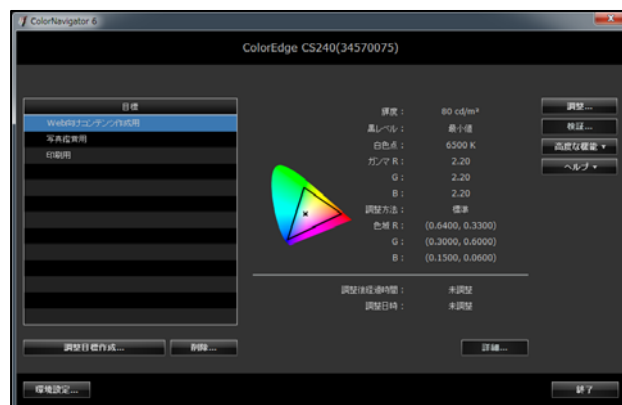 ColorNavigator 6
ColorEdge CS240(34570075)
目標
Web向けコンテンツ作成用
写真鑑賞用
印刷用
輝度： 80 cd/m²
黒レベル： 最小値
白色点： 6500 K
ガンマ R： 2.20
G： 2.20
B： 2.20
調整方法： 標準
色域 R： (0.6400, 0.3300)
G： (0.3000, 0.6000)
B： (0.1500, 0.0600)
調整後経過時間： 未調整
調整日時： 未調整
調整...
検証...
高度な機能
ヘルプ
調整目標作成...
削除...
詳細...
環境設定...
終了